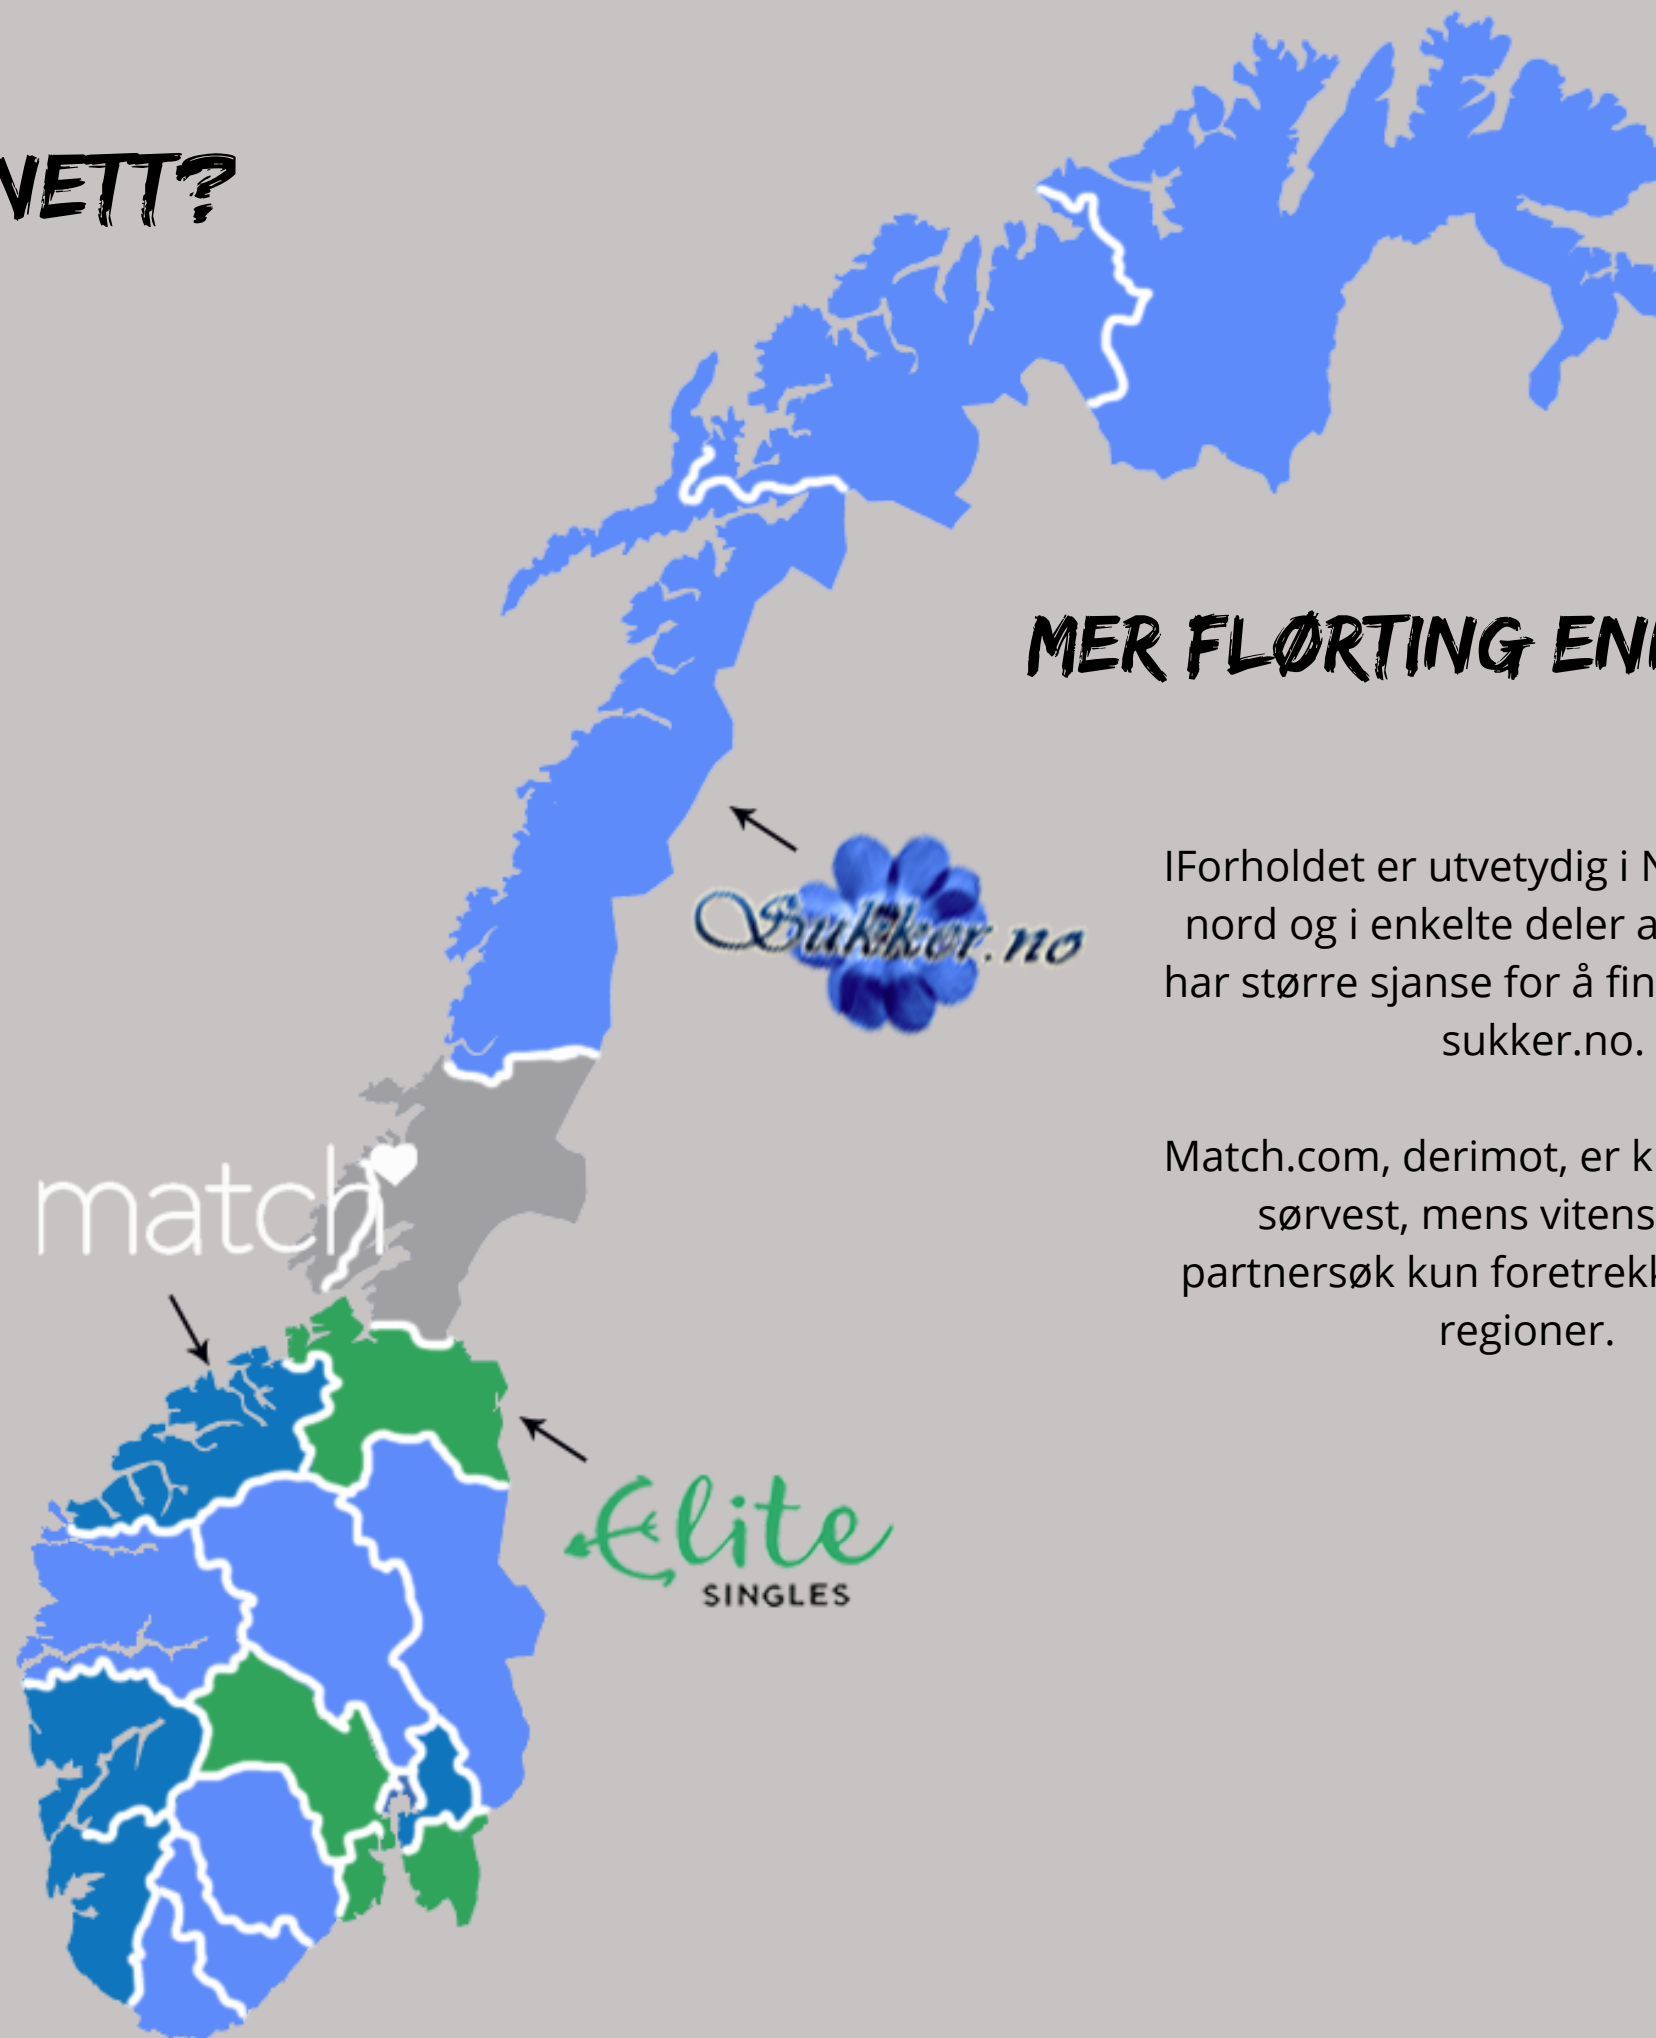 NETT?
MER FLØRTING EN
IForholdet er utvetydig i N
nord og i enkelte deler a
har større sjanse for å fin
sukker.no.
Match.com, derimot, er k
sørvest, mens vitens
partnersøk kun foretrekk
regioner.
Sukker.no
match
Elite
SINGLES